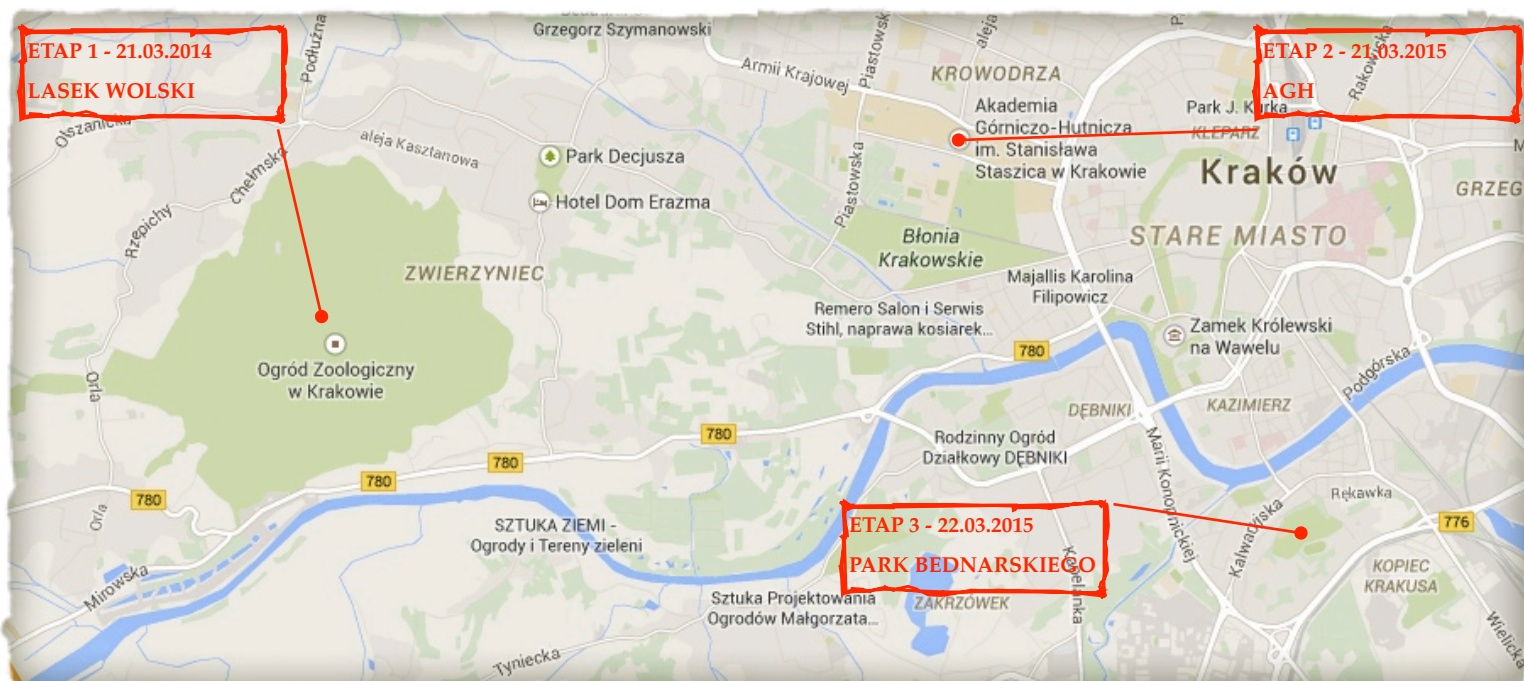 Grzegorz Szymanowski
ETAP 1 - 21.03.2014
LASEK WOLSKI
Podłużna
Olszanicka
aleja Kasztanowa
Chełmska
Rzepichy
Park Decjusza
Hotel Dom Erazma
Armii Krajowej
Piastowska
aleja
KROWODRZA
Akademia
Górniczo-Hutnicza
im. Stanisława
Staszica w Krakowie
ETAP 2 - 21.03.2015
AGH
Rakowicka
Park J. Kurka
KLEPARZ
Kraków
GRZEG
Piastowska
Błonia
Krakowskie
STARE MIASTO
ZWIERZYNIEC
Majallis Karolina
Filipowicz
Remero Salon i Serwis
Stihl, naprawa kosiarek...
Zamek Królewski
na Wawelu
780
Ogród Zoologiczny
w Krakowie
Orla
Podgórska
KAZIMIERZ
DĘBNIKI
780
Rodzinny Ogród
Działkowy DĘBNIKI
Marii Konopnickiej
780
780
780
Orla
SZTUKA ZIEMI -
Ogrody i Tereny zieleni
ETAP 3 - 22.03.2015
PARK BEDNARSKIEGO
Kobelanka
Kalwaryjska
Rękawka
776
KOPIEC
KRAKUSA
Mirowska
Sztuka Projektowania
Ogrodów Małgorzata...
ZAKRZÓWEK
Tyniecka
Wielicka